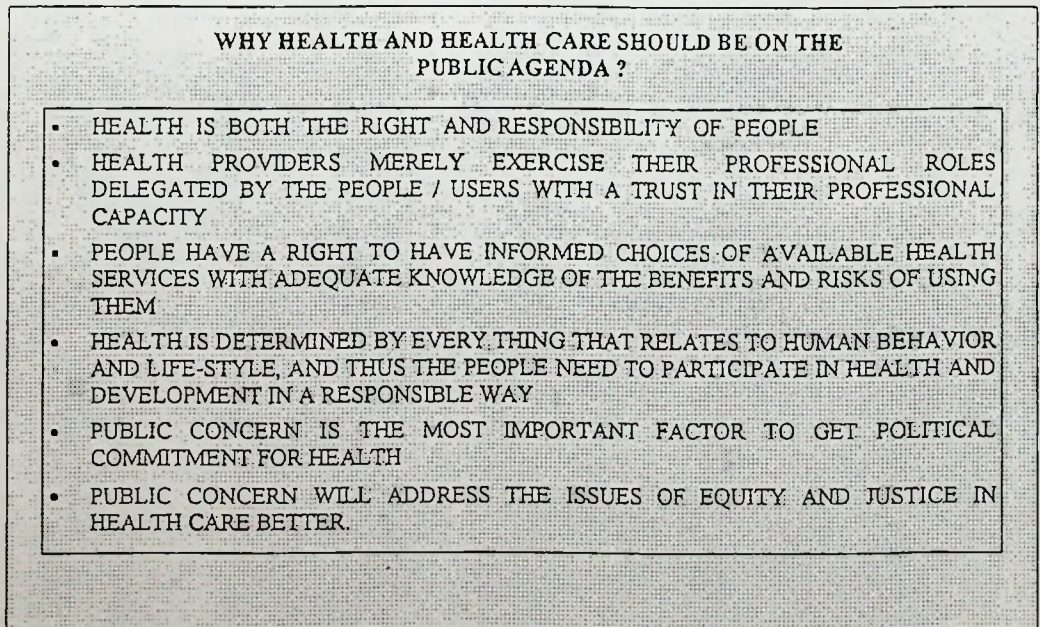 WHY HEALTH AND HEALTH CARE SHOULD BE ON THE
PUBLIC AGENDA ?
• HEALTH IS BOTH THE RIGHT AND RESPONSIBILITY OF PEOPLE
• HEALTH PROVIDERS MERELY EXERCISE THEIR PROFESSIONAL ROLES
DELEGATED BY THE PEOPLE / USERS WITH A TRUST IN THEIR PROFESSIONAL
CAPACITY
• PEOPLE HAVE A RIGHT TO HAVE INFORMED CHOICES OF AVAILABLE HEALTH
SERVICES WITH ADEQUATE KNOWLEDGE OF THE BENEFITS AND RISKS OF USING
THEM
• HEALTH IS DETERMINED BY EVERY THING THAT RELATES TO HUMAN BEHAVIOR
AND LIFE-STYLE, AND THUS THE PEOPLE NEED TO PARTICIPATE IN HEALTH AND
DEVELOPMENT IN A RESPONSIBLE WAY
• PUBLIC CONCERN IS THE MOST IMPORTANT FACTOR TO GET POLITICAL
COMMITMENT FOR HEALTH
• PUBLIC CONCERN WILL ADDRESS THE ISSUES OF EQUITY AND JUSTICE IN
HEALTH CARE BETTER.